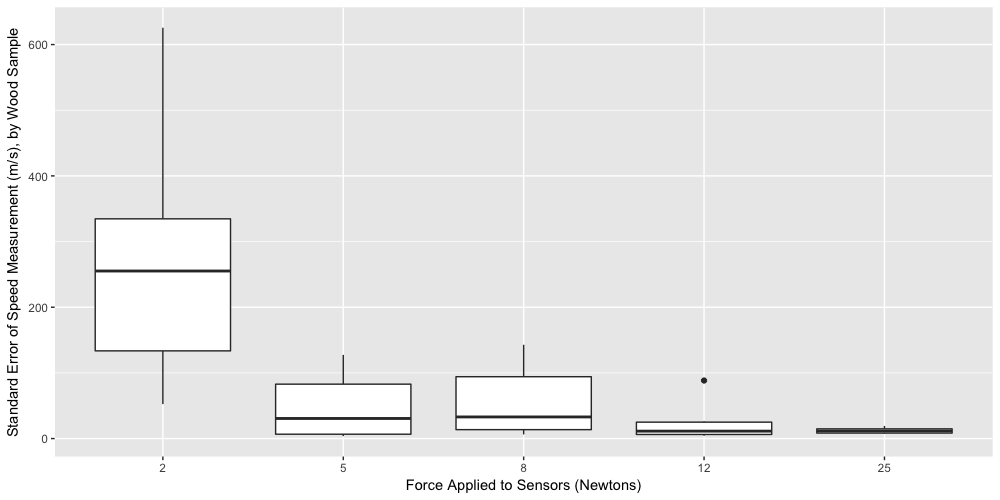 Standard Error of Speed Measurement (m/s), by Wood Sample
600
400
200
0
2 5 8 12 25
Force Applied to Sensors (Newtons)